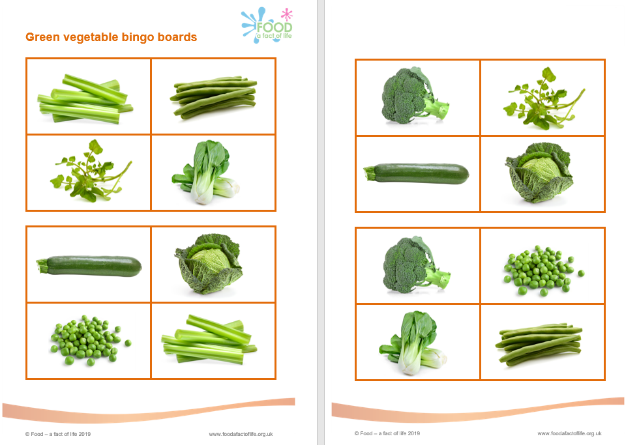 FOOD
a fact of life
Green vegetable bingo boards
© Food – a fact of life 2019
www.foodafactoflife.org.uk
© Food – a fact of life 2019
www.foodafactoflife.org.uk